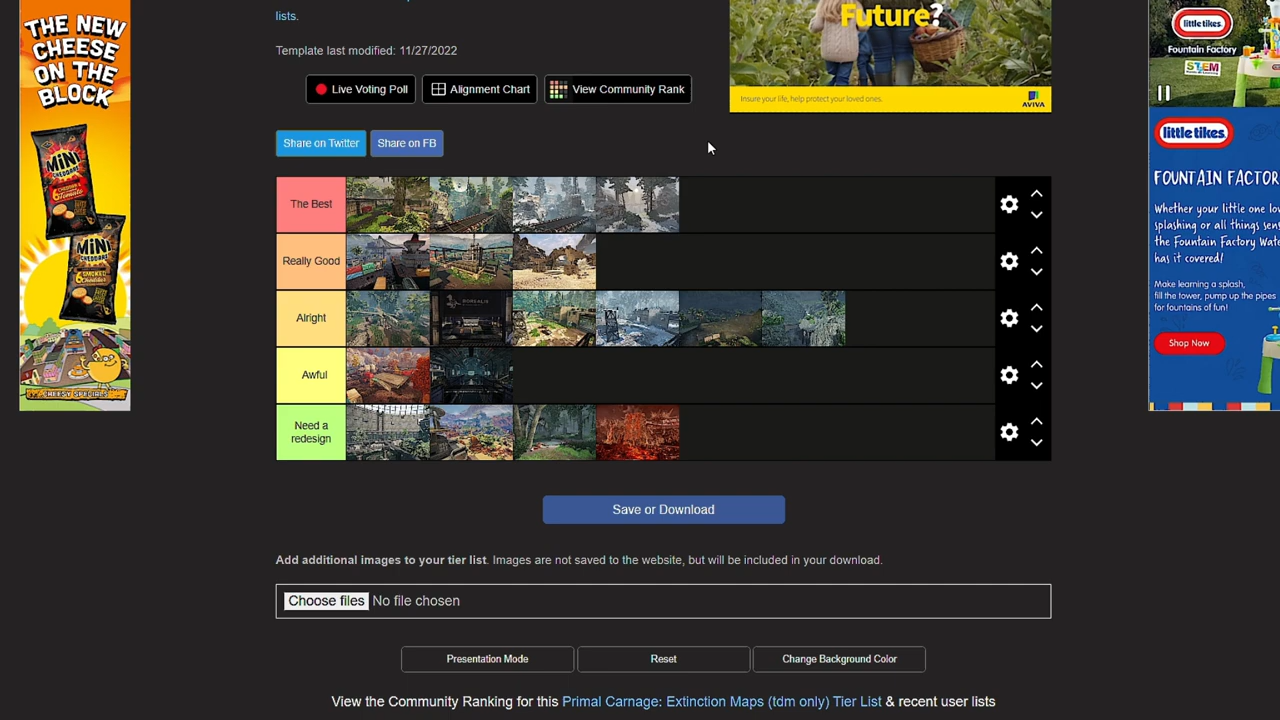 THE NEW
CHEESE
ON THE
BLOCK
MINI
CHEDDARS
MINI
CHEDDARS
CHEESY SPECIALS
lists.
Template last modified: 11/27/2022
Live Voting Poll
Alignment Chart
View Community Rank
Share on Twitter
Share on FB
Future?
Insure your life, help protect your loved ones.
AVIVA
little tikes
Fountain Factory
STEM
little tikes
FOUNTAIN FACTOR
Whether your little one lo
splashing or all things sens
the Fountain Factory Wate
has it covered!
Make learning a splash,
fill the tower, pump up the pipes
for fountains of fun!
Shop Now
The Best
Really Good
Alright
BOREALIS
Awful
Need a
redesign
Save or Download
Add additional images to your tier list. Images are not saved to the website, but will be included in your download.
Choose files No file chosen
Presentation Mode
Reset
Change Background Color
View the Community Ranking for this Primal Carnage: Extinction Maps (tdm only) Tier List & recent user lists